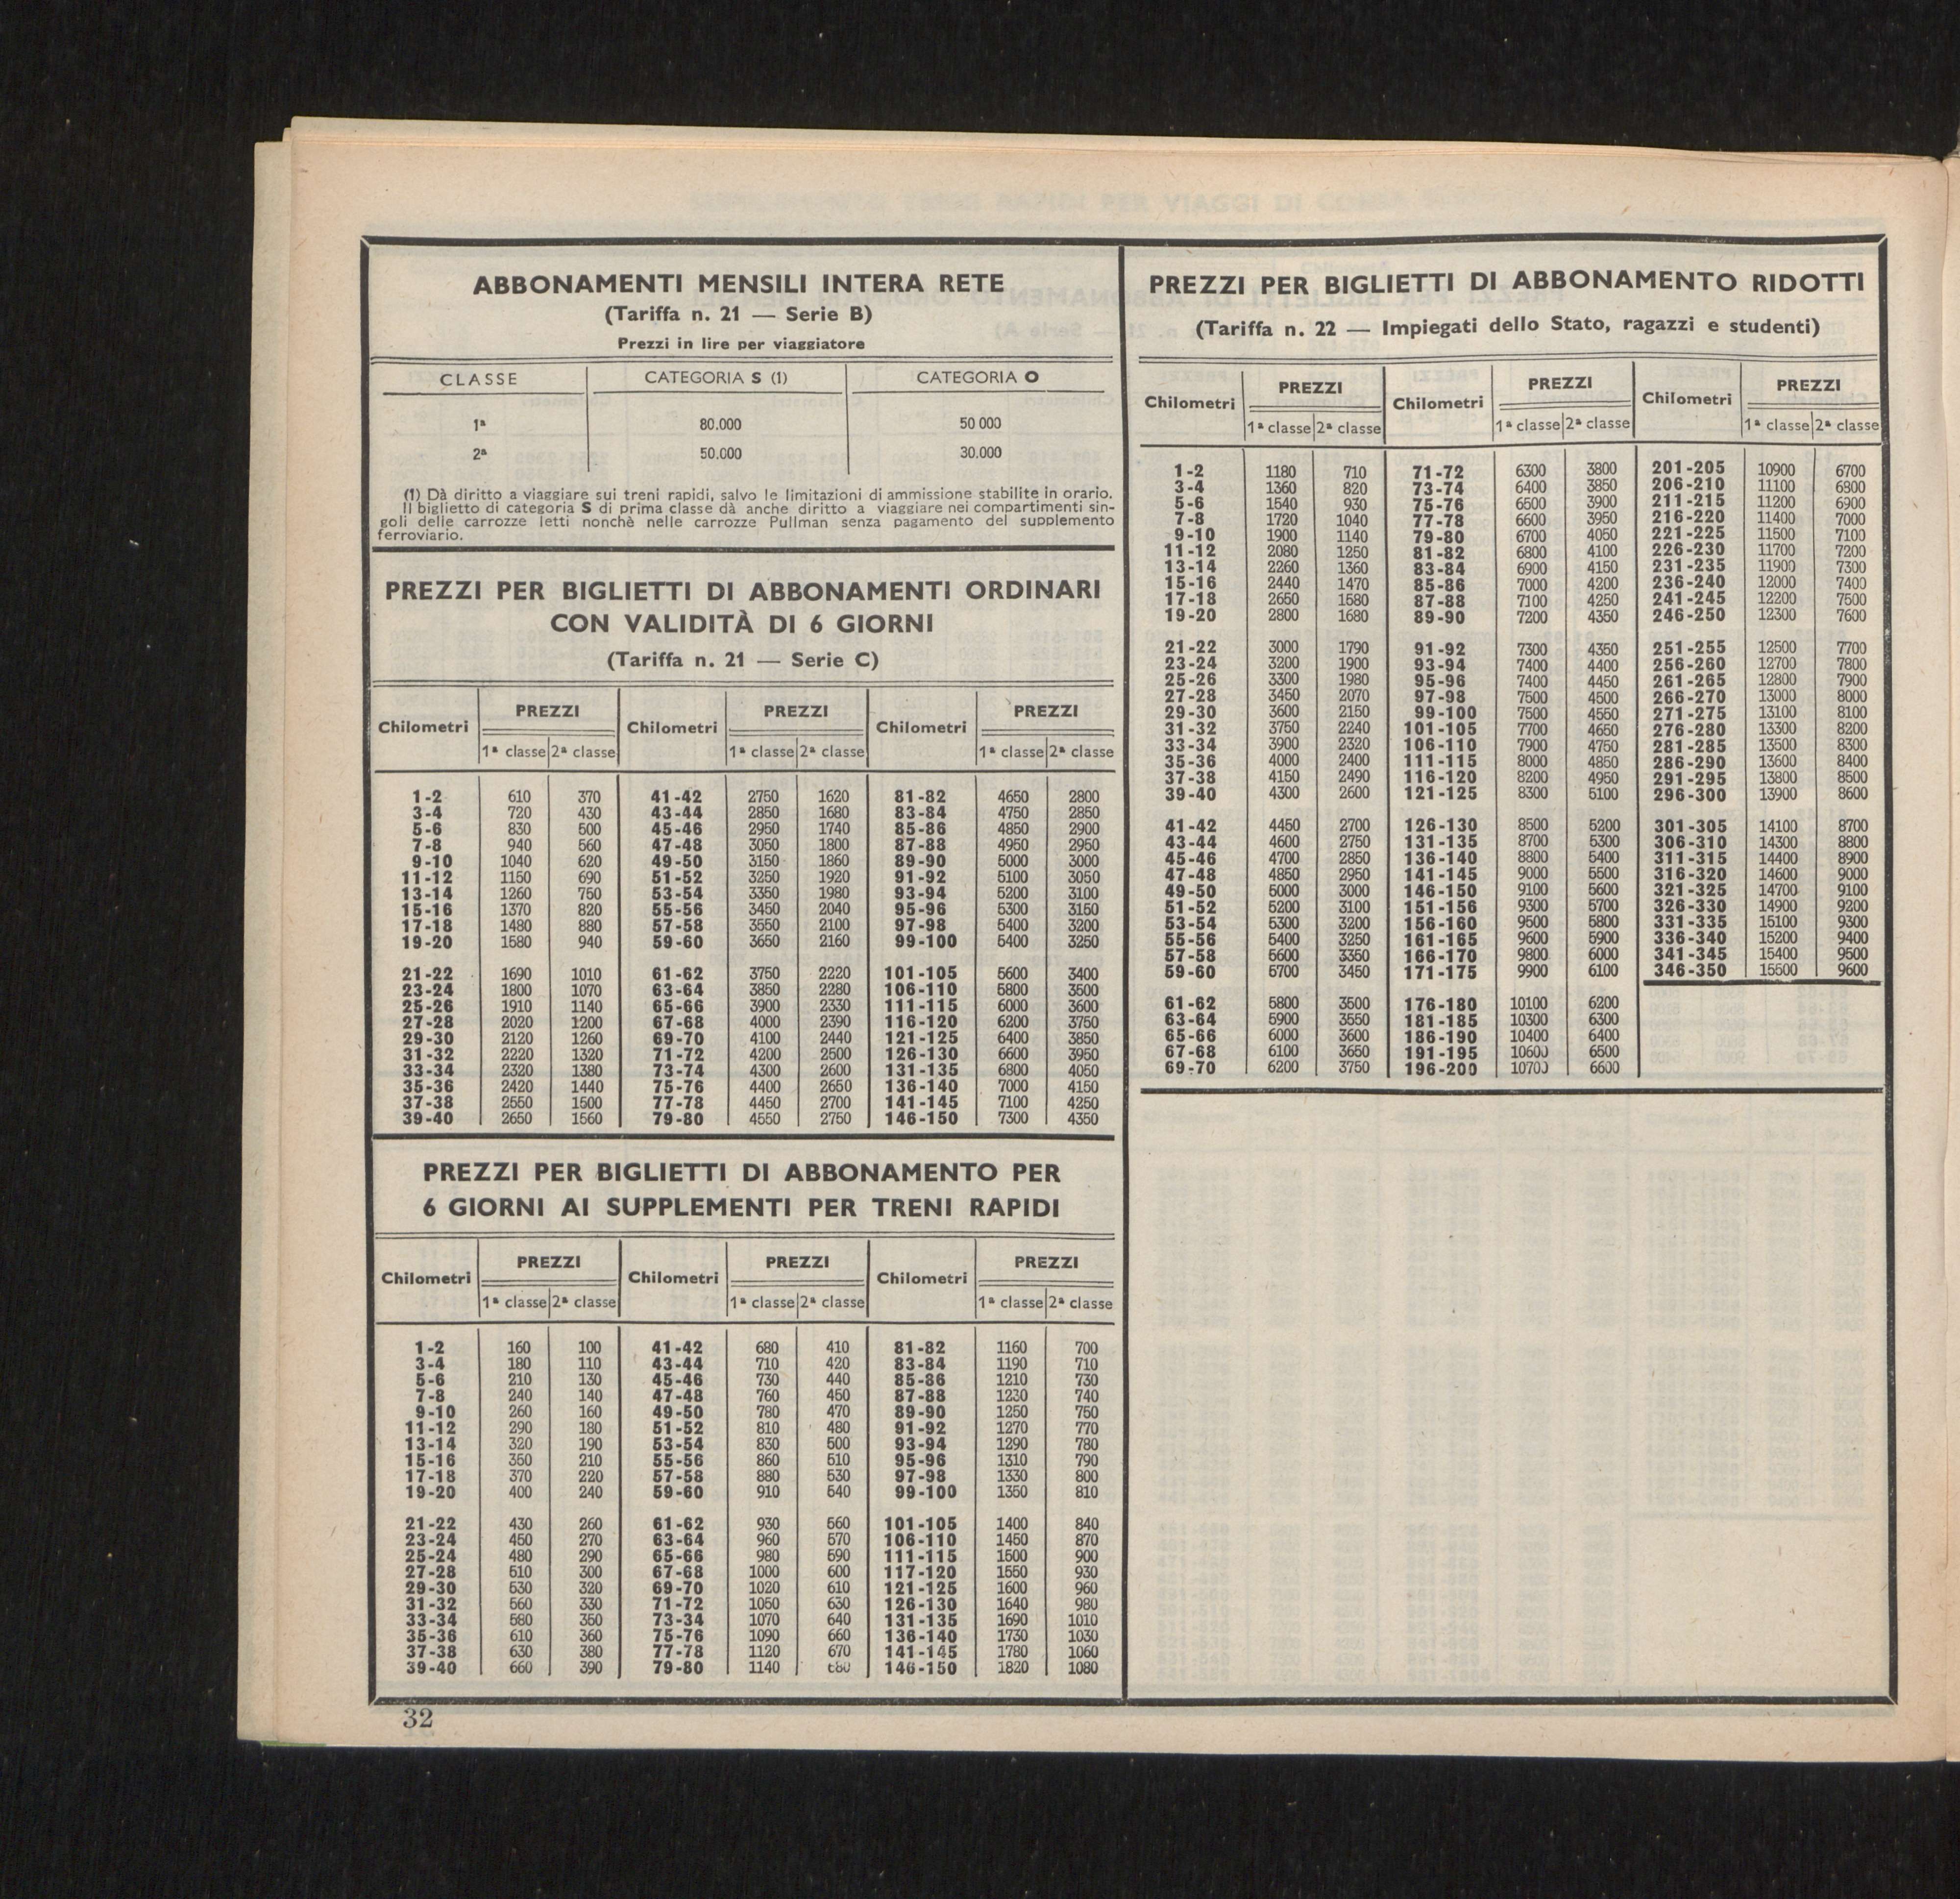 ABBONAMENTI MENSILI INTERA RETE
(Tariffa n. 21 — Serie B)
Prezzi in lire per viaggiatore
CLASSE CATEGORIA S (1) CATEGORIA O
1ª 80.000 50 000
2ª 50.000 30.000
(1) Dà diritto a viaggiare sui treni rapidi, salvo le limitazioni di ammissione stabilite in orario.
Il biglietto di categoria S di prima classe dà anche diritto a viaggiare nei compartimenti sin-
goli delle carrozze letti nonchè nelle carrozze Pullman senza pagamento del supplemento
ferroviario.
PREZZI PER BIGLIETTI DI ABBONAMENTI ORDINARI
CON VALIDITÀ DI 6 GIORNI
(Tariffa n. 21 — Serie C)
Chilometri PREZZI Chilometri PREZZI Chilometri PREZZI
1ª classe 2ª classe 1ª classe 2ª classe 1ª classe 2ª classe
1-2 610 370 41-42 2750 1620 81-82 4650 2800
3-4 720 430 43-44 2850 1680 83-84 4750 2850
5-6 830 500 45-46 2950 1740 85-86 4850 2900
7-8 940 560 47-48 3050 1800 87-88 4950 2950
9-10 1040 620 49-50 3150 1860 89-90 5000 3000
11-12 1150 690 51-52 3250 1920 91-92 5100 3050
13-14 1260 750 53-54 3350 1980 93-94 5200 3100
15-16 1370 820 55-56 3450 2040 95-96 5300 3150
17-18 1480 880 57-58 3550 2100 97-98 5400 3200
19-20 1580 940 59-60 3650 2160 99-100 5400 3250
21-22 1690 1010 61-62 3750 2220 101-105 5600 3400
23-24 1800 1070 63-64 3850 2280 106-110 5800 3500
25-26 1910 1140 65-66 3900 2330 111-115 6000 3600
27-28 2020 1200 67-68 4000 2390 116-120 6200 3750
29-30 2120 1260 69-70 4100 2440 121-125 6400 3850
31-32 2220 1320 71-72 4200 2500 126-130 6600 3950
33-34 2320 1380 73-74 4300 2600 131-135 6800 4050
35-36 2420 1440 75-76 4400 2650 136-140 7000 4150
37-38 2550 1500 77-78 4450 2700 141-145 7100 4250
39-40 2650 1560 79-80 4550 2750 146-150 7300 4350
PREZZI PER BIGLIETTI DI ABBONAMENTO PER
6 GIORNI AI SUPPLEMENTI PER TRENI RAPIDI
Chilometri PREZZI Chilometri PREZZI Chilometri PREZZI
1ª classe 2ª classe 1ª classe 2ª classe 1ª classe 2ª classe
1-2 160 100 41-42 680 410 81-82 1160 700
3-4 180 110 43-44 710 420 83-84 1190 710
5-6 210 130 45-46 730 440 85-86 1210 730
7-8 240 140 47-48 760 450 87-88 1230 740
9-10 260 160 49-50 780 470 89-90 1250 750
11-12 290 180 51-52 810 480 91-92 1270 770
13-14 320 190 53-54 830 500 93-94 1290 780
15-16 350 210 55-56 860 510 95-96 1310 790
17-18 370 220 57-58 880 530 97-98 1330 800
19-20 400 240 59-60 910 540 99-100 1350 810
21-22 430 260 61-62 930 560 101-105 1400 840
23-24 450 270 63-64 960 570 106-110 1450 870
25-24 480 290 65-66 980 590 111-115 1500 900
27-28 510 300 67-68 1000 600 117-120 1550 930
29-30 530 320 69-70 1020 610 121-125 1600 960
31-32 560 330 71-72 1050 630 126-130 1640 980
33-34 580 350 73-34 1070 640 131-135 1690 1010
35-36 610 360 75-76 1090 660 136-140 1730 1030
37-38 630 380 77-78 1120 670 141-145 1780 1060
39-40 660 390 79-80 1140 680 146-150 1820 1080
32
PREZZI PER BIGLIETTI DI ABBONAMENTO RIDOTTI
(Tariffa n. 22 — Impiegati dello Stato, ragazzi e studenti)
Chilometri PREZZI Chilometri PREZZI Chilometri PREZZI
1ª classe 2ª classe 1ª classe 2ª classe 1ª classe 2ª classe
1-2 1180 710 71-72 6300 3800 201-205 10900 6700
3-4 1360 820 73-74 6400 3850 206-210 11100 6800
5-6 1540 930 75-76 6500 3900 211-215 11200 6900
7-8 1720 1040 77-78 6600 3950 216-220 11400 7000
9-10 1900 1140 79-80 6700 4050 221-225 11500 7100
11-12 2080 1250 81-82 6800 4100 226-230 11700 7200
13-14 2260 1360 83-84 6900 4150 231-235 11900 7300
15-16 2440 1470 85-86 7000 4200 236-240 12000 7400
17-18 2650 1580 87-88 7100 4250 241-245 12200 7500
19-20 2800 1680 89-90 7200 4350 246-250 12300 7600
21-22 3000 1790 91-92 7300 4350 251-255 12500 7700
23-24 3200 1900 93-94 7400 4400 256-260 12700 7800
25-26 3300 1980 95-96 7400 4450 261-265 12800 7900
27-28 3450 2070 97-98 7500 4500 266-270 13000 8000
29-30 3600 2150 99-100 7500 4550 271-275 13100 8100
31-32 3750 2240 101-105 7700 4650 276-280 13300 8200
33-34 3900 2320 106-110 7900 4750 281-285 13500 8300
35-36 4000 2400 111-115 8000 4850 286-290 13600 8400
37-38 4150 2490 116-120 8200 4950 291-295 13800 8500
39-40 4300 2600 121-125 8300 5100 296-300 13900 8600
41-42 4450 2700 126-130 8500 5200 301-305 14100 8700
43-44 4600 2750 131-135 8700 5300 306-310 14300 8800
45-46 4700 2850 136-140 8800 5400 311-315 14400 8900
47-48 4850 2950 141-145 9000 5500 316-320 14600 9000
49-50 5000 3000 146-150 9100 5600 321-325 14700 9100
51-52 5200 3100 151-156 9300 5700 326-330 14900 9200
53-54 5300 3200 156-160 9500 5800 331-335 15100 9300
55-56 5400 3250 161-165 9600 5900 336-340 15200 9400
57-58 5600 3350 166-170 9800 6000 341-345 15400 9500
59-60 5700 3450 171-175 9900 6100 346-350 15500 9600
61-62 5800 3500 176-180 10100 6200
63-64 5900 3550 181-185 10300 6300
65-66 6000 3600 186-190 10400 6400
67-68 6100 3650 191-195 10600 6500
69-70 6200 3750 196-200 10700 6600